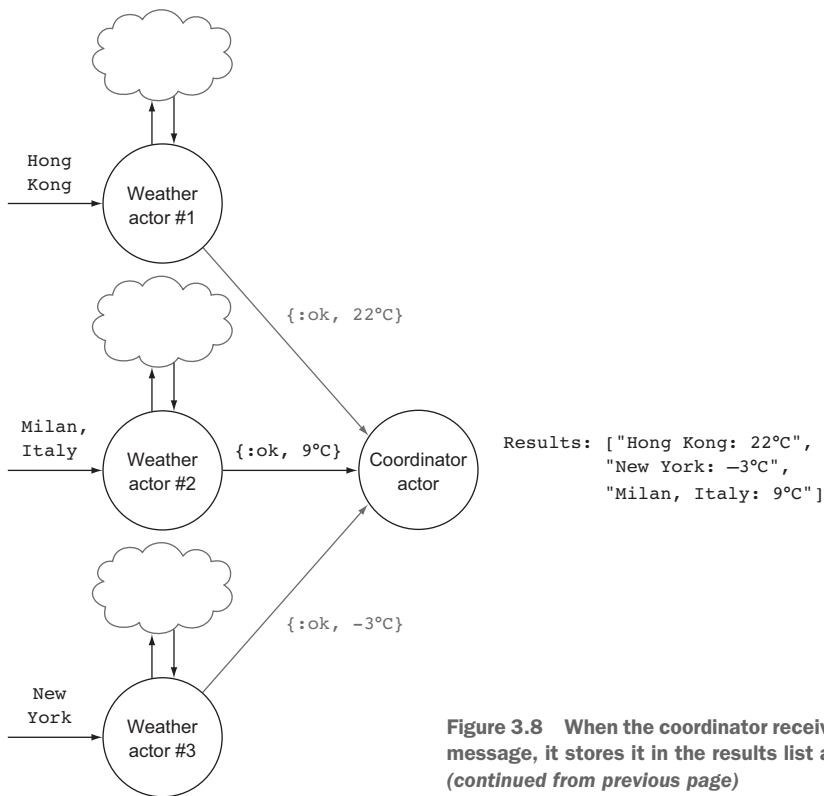 Hong
Kong
Weather
actor #1
{:ok, 22°C}
Milan,
Italy
Weather
actor #2
{:ok, 9°C}
Coordinator
actor
Results: ["Hong Kong: 22°C",
"New York: –3°C",
"Milan, Italy: 9°C"]
{:ok, -3°C}
New
York
Weather
actor #3
Figure 3.8 When the coordinator
message, it stores it in the results list
(continued from previous page)